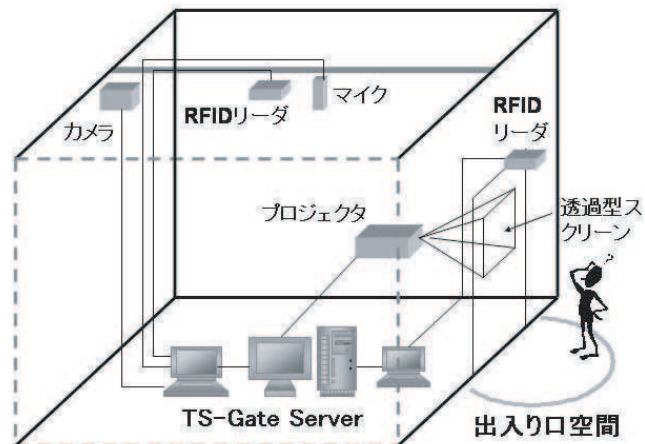 カメラ
RFIDリーダ
マイク
RFID
リーダ
プロジェクタ
透過型ス
クリーン
?
TS-Gate Server
出入り口空間